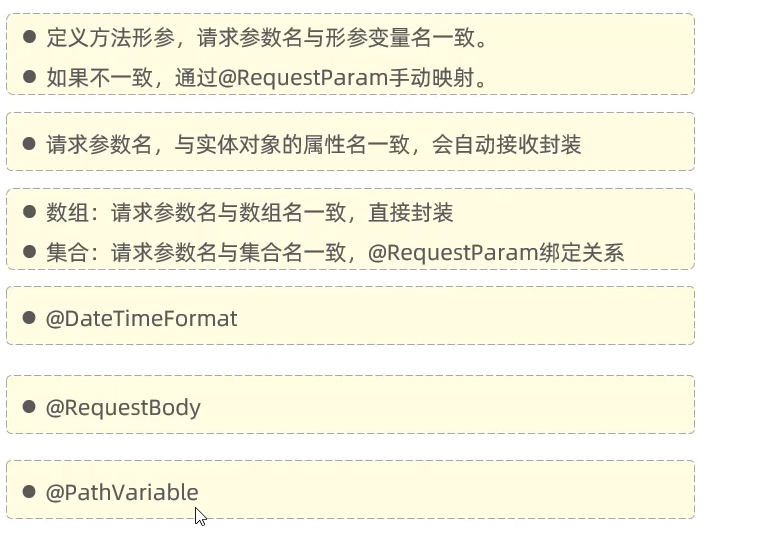 ● 定义方法形参，请求参数名与形参变量名一致。
● 如果不一致，通过@RequestParam手动映射。
● 请求参数名，与实体对象的属性名一致，会自动接收封装
● 数组：请求参数名与数组名一致，直接封装
● 集合：请求参数名与集合名一致，@RequestParam绑定关系
● @DateTimeFormat
● @RequestBody
● @PathVariable